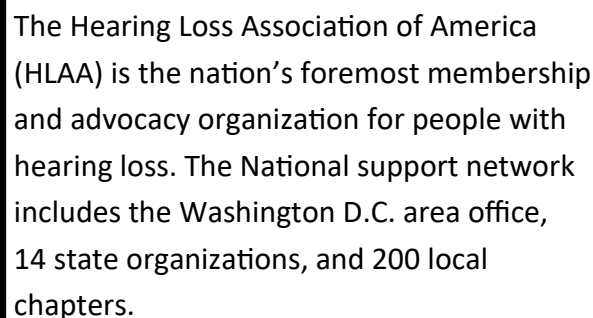 The Hearing Loss Association of America
(HLAA) is the nation’s foremost membership
and advocacy organization for people with
hearing loss. The National support network
includes the Washington D.C. area office,
14 state organizations, and 200 local
chapters.